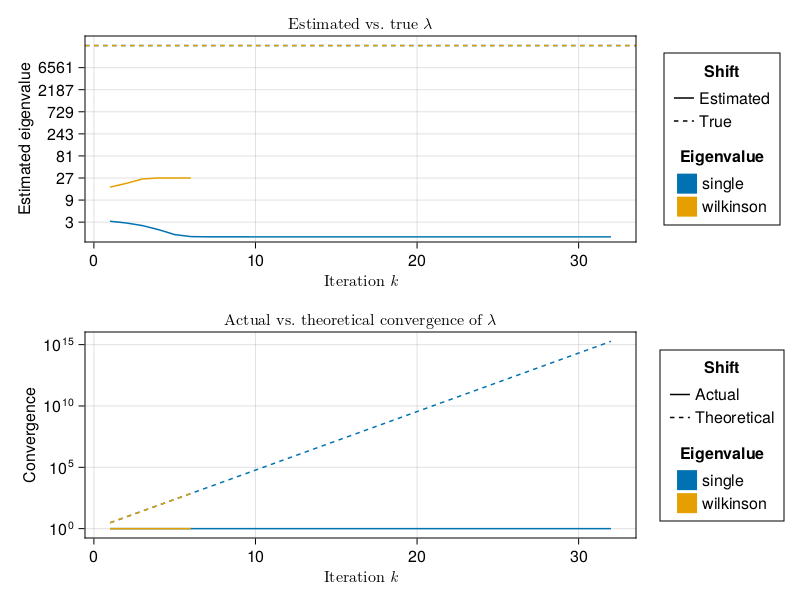 Estimated vs. true λ
Estimated eigenvalue
6561
2187
729
243
81
27
9
3
0 10 20 30
Iteration k
Shift
Estimated
True
Eigenvalue
single
wilkinson
Actual vs. theoretical convergence of λ
Convergence
10^15
10^10
10^5
10^0
0 10 20 30
Iteration k
Shift
Actual
Theoretical
Eigenvalue
single
wilkinson